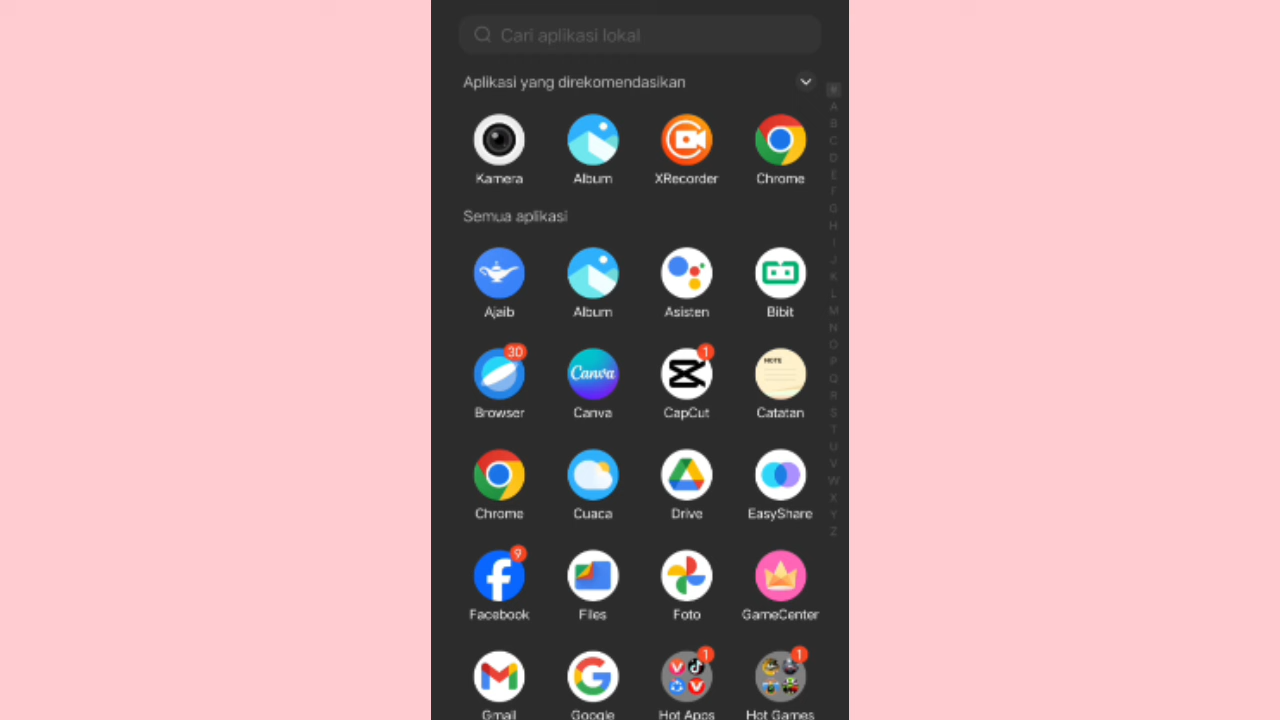 Cari aplikasi lokal
Aplikasi yang direkomendasikan
Kamera Album XRecorder Chrome
Semua aplikasi
Ajaib Album Asisten Bibit
30 1
Canva NOTE
Browser Canva CapCut Catatan
Chrome Cuaca Drive EasyShare
9
Facebook Files Foto GameCenter
1 1
Gmail Google Hot Apps Hot Games
#
A
B
C
D
E
F
G
H
I
J
K
L
M
N
O
P
Q
R
S
T
U
V
W
X
Y
Z